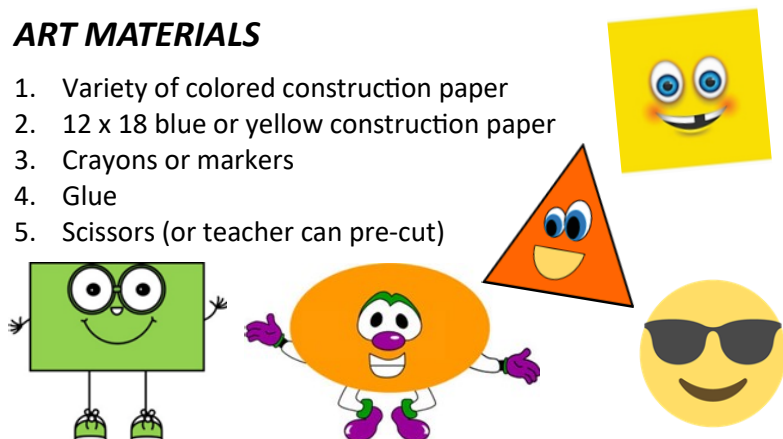 ART MATERIALS
1. Variety of colored construction paper
2. 12 x 18 blue or yellow construction paper
3. Crayons or markers
4. Glue
5. Scissors (or teacher can pre-cut)